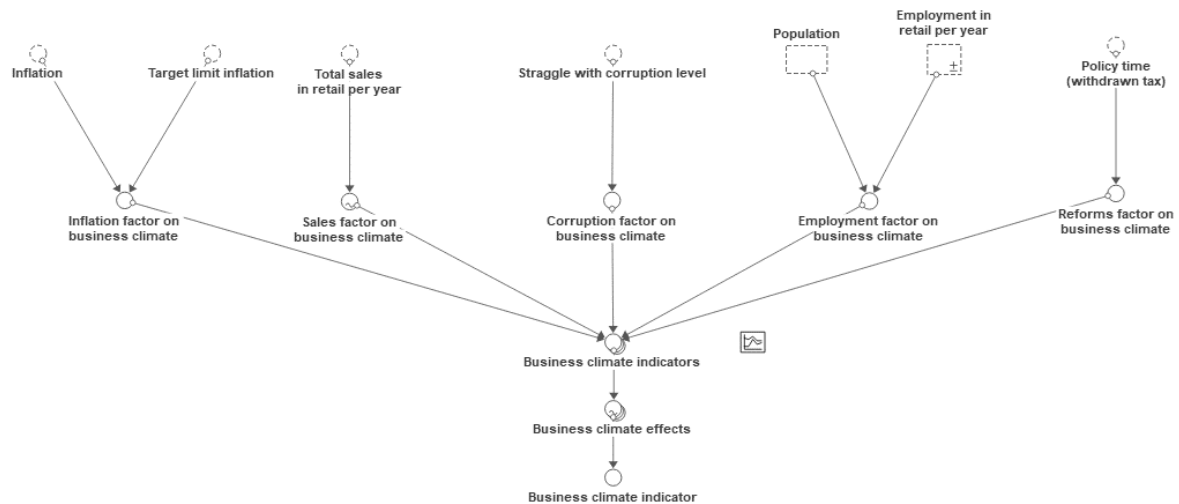 Employment in
retail per year
Population
Inflation
Target limit inflation
Total sales
in retail per year
Straggle with corruption level
±
Policy time
(withdrawn tax)
Inflation factor on
business climate
Sales factor on
business climate
Corruption factor on
business climate
Employment factor on
business climate
Reforms factor on
business climate
Business climate indicators
Business climate effects
Business climate indicator